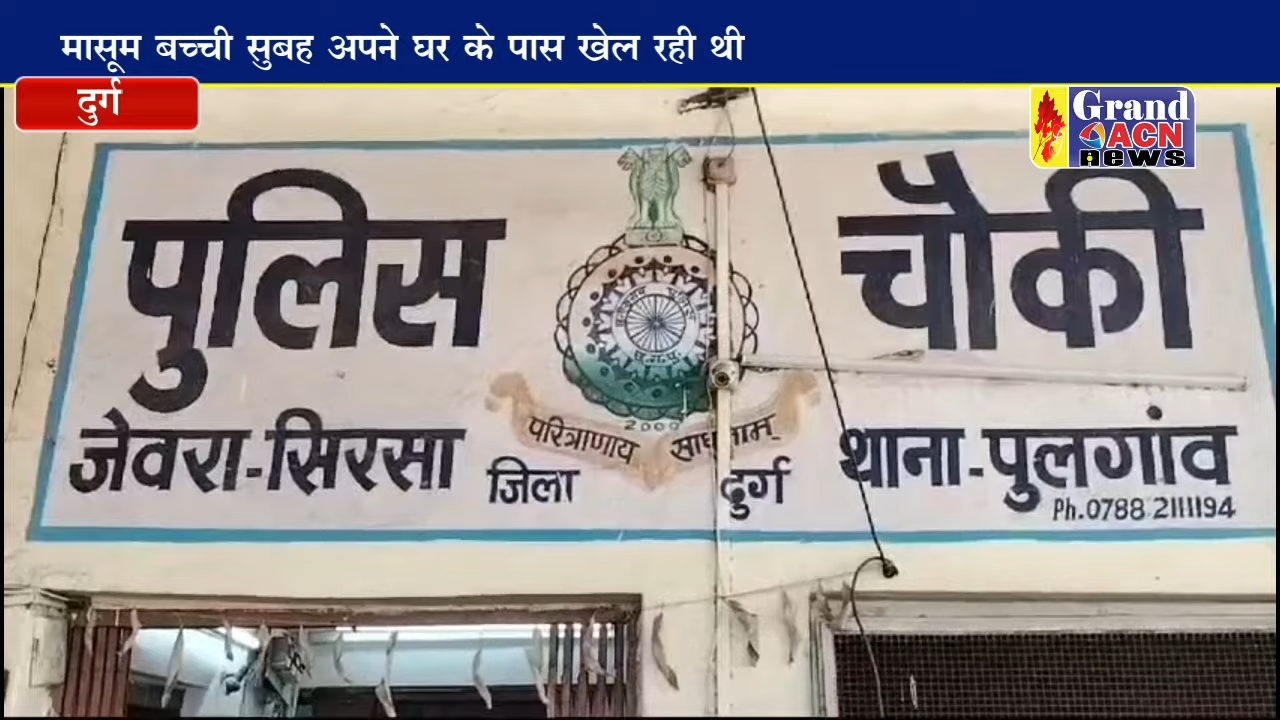 मासूम बच्ची सुबह अपने घर के पास खेल रही थी
दुर्ग
Grand
ACN
news
पुलिस चौकी
2000
परित्राणाय साधूनाम्
जेवरा-सिरसा जिला दुर्ग थाना-पुलगांव
Ph.0788 2111194